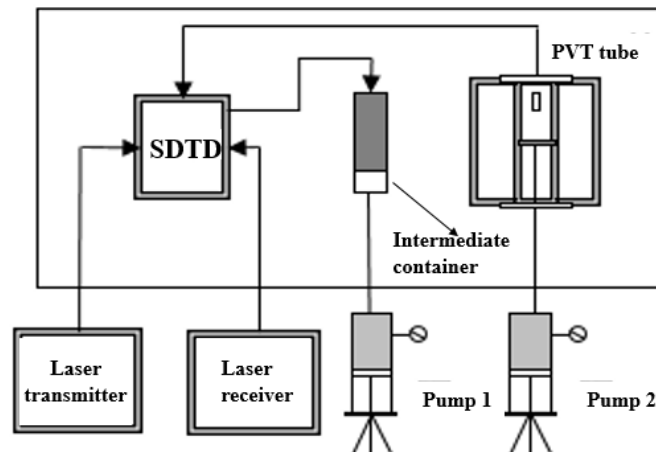 PVT tube
SDTD
Intermediate
container
Laser
transmitter
Laser
receiver
Pump 1
Pump 2